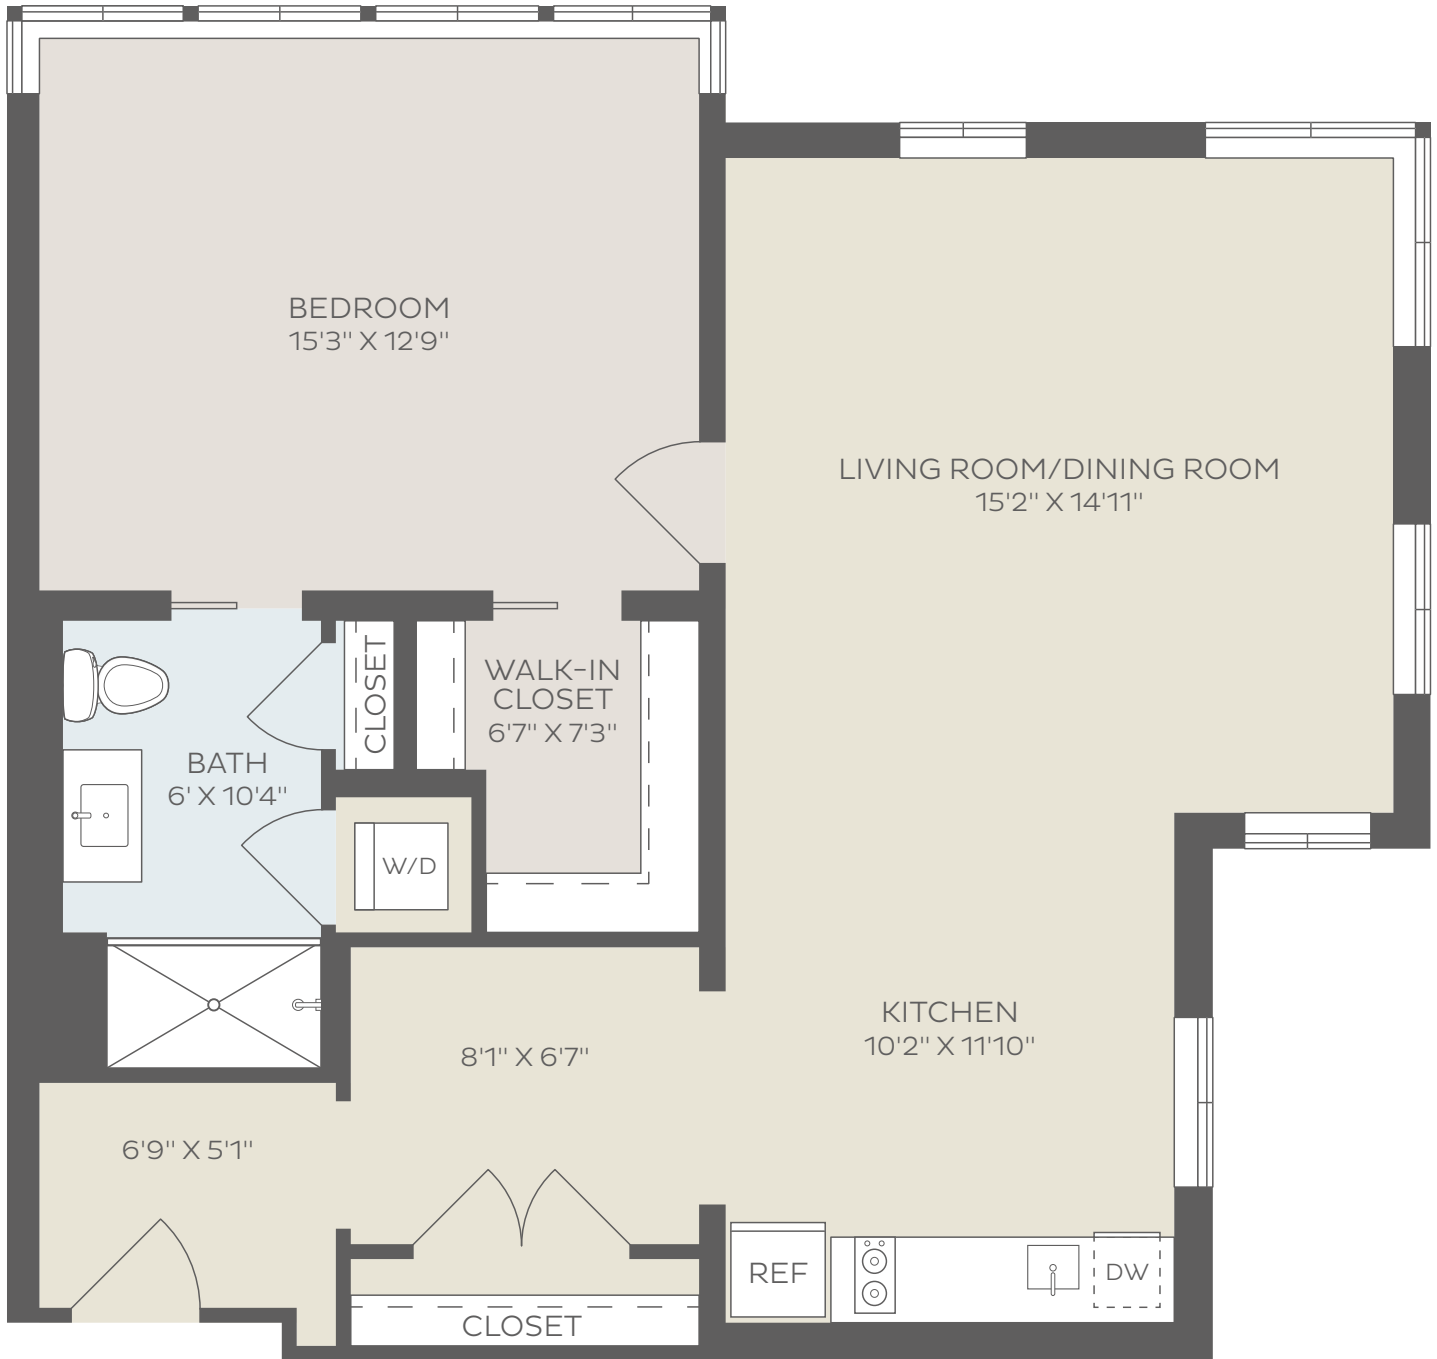 BEDROOM
15'3" X 12'9"
LIVING ROOM/DINING ROOM
15'2" X 14'11"
CLOSET
WALK-IN
CLOSET
6'7" X 7'3"
BATH
6' X 10'4"
W/D
KITCHEN
10'2" X 11'10"
8'1" X 6'7"
6'9" X 5'1"
REF
DW
CLOSET